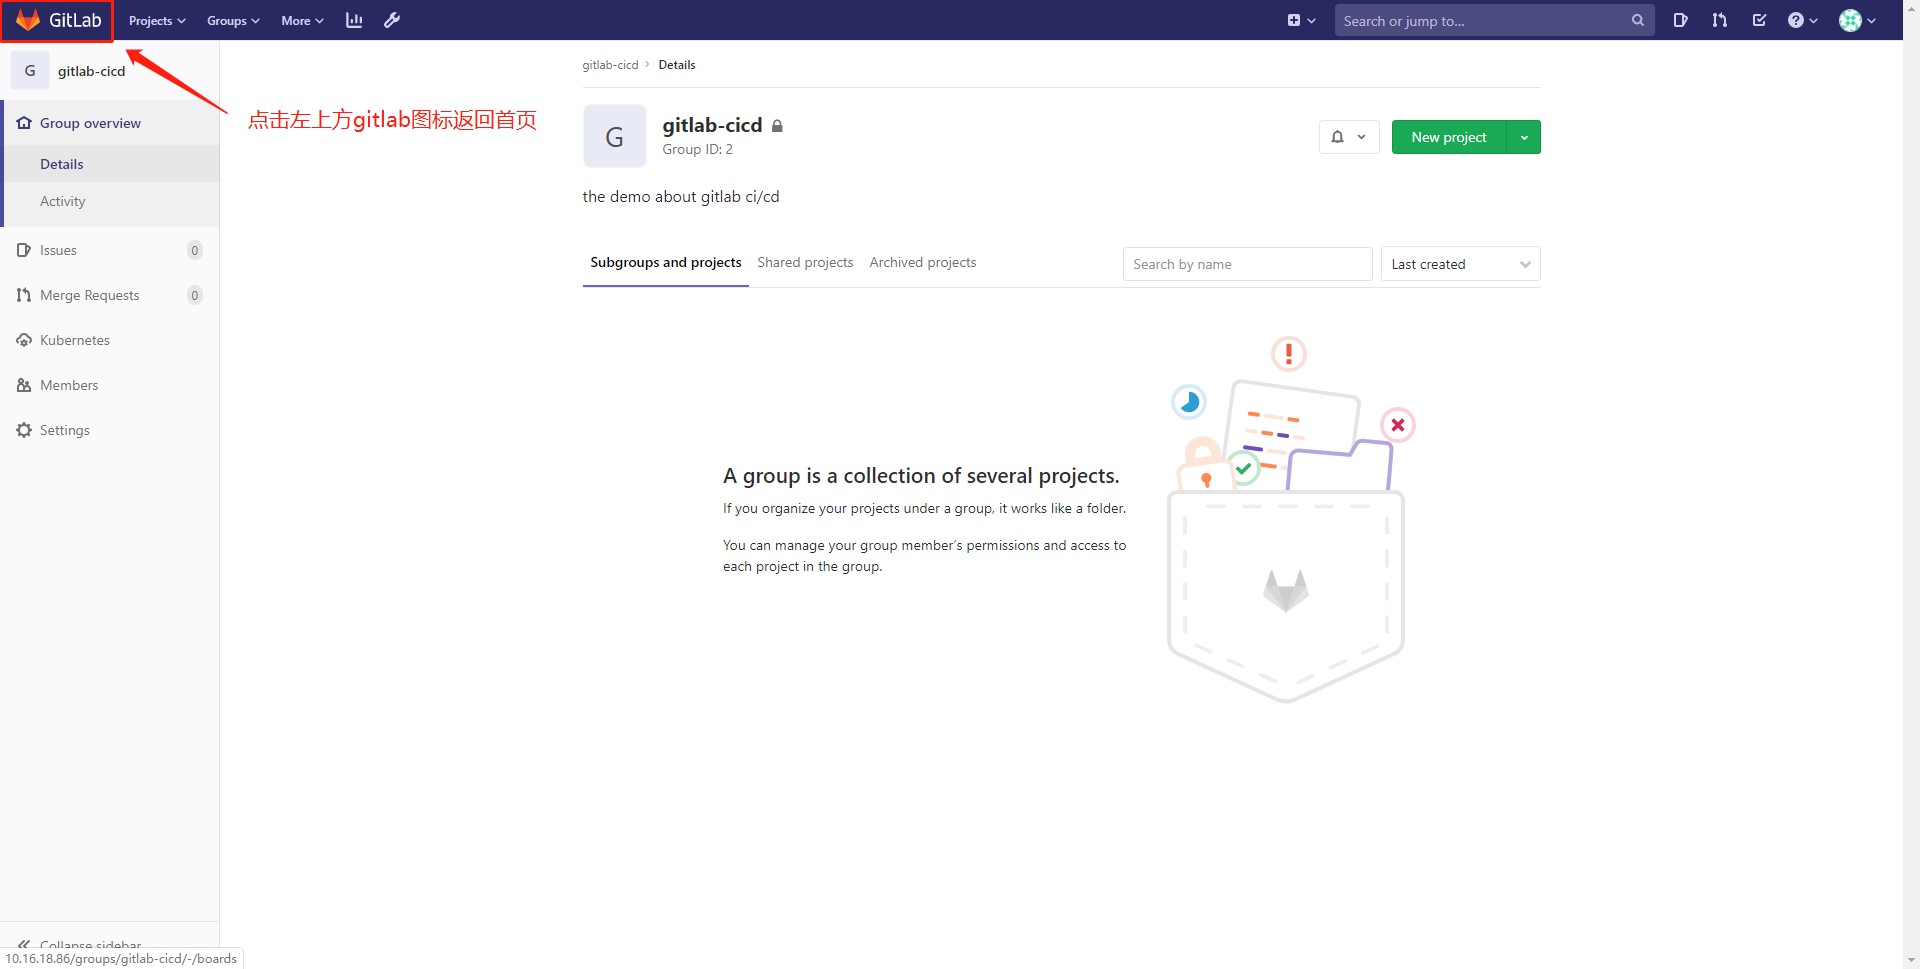 GitLab Projects Groups More Search or jump to...
G gitlab-cicd
Group overview
Details
Activity
Issues 0
Merge Requests 0
Kubernetes
Members
Settings
Collapse sidebar
10.16.18.86/groups/gitlab-cicd/-/boards
点击左上方gitlab图标返回首页
gitlab-cicd › Details
G
gitlab-cicd
Group ID: 2
New project
the demo about gitlab ci/cd
Subgroups and projects Shared projects Archived projects Search by name Last created
A group is a collection of several projects.
If you organize your projects under a group, it works like a folder.
You can manage your group member’s permissions and access to
each project in the group.